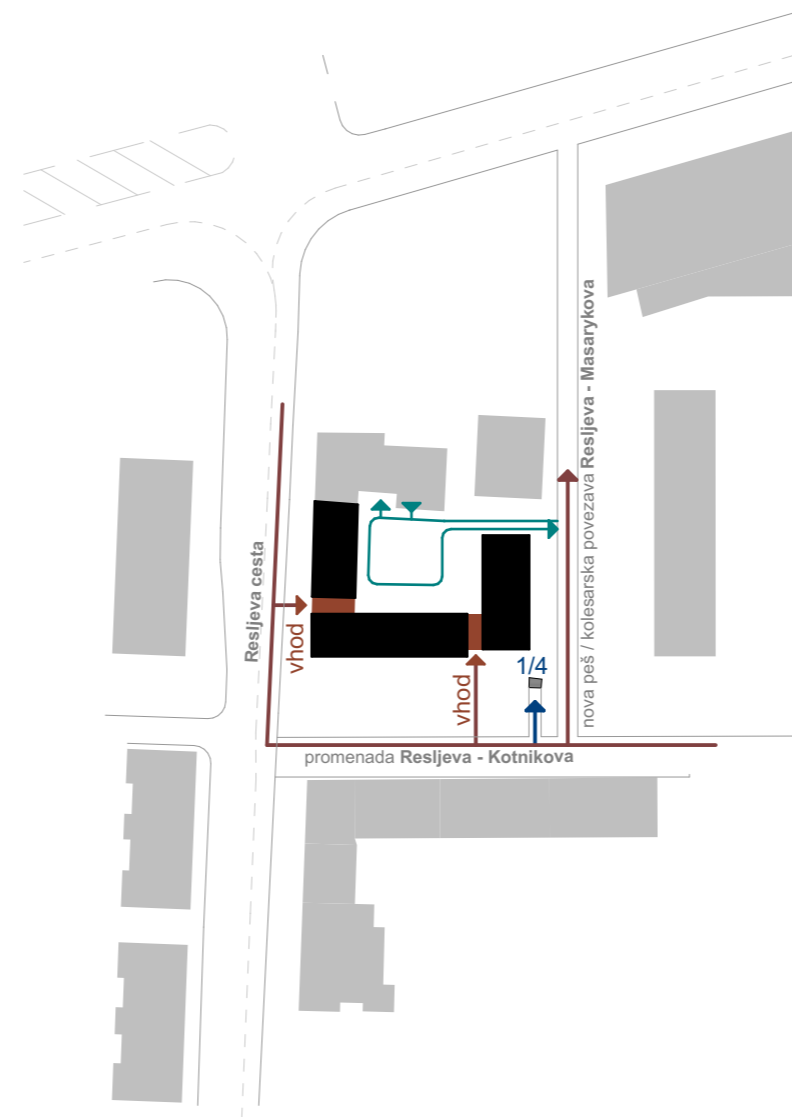 nova peš / kolesarska povezava Resljeva - Masarykova
Resljeva cesta
vhod
1/4
vhod
promenada Resljeva - Kotnikova